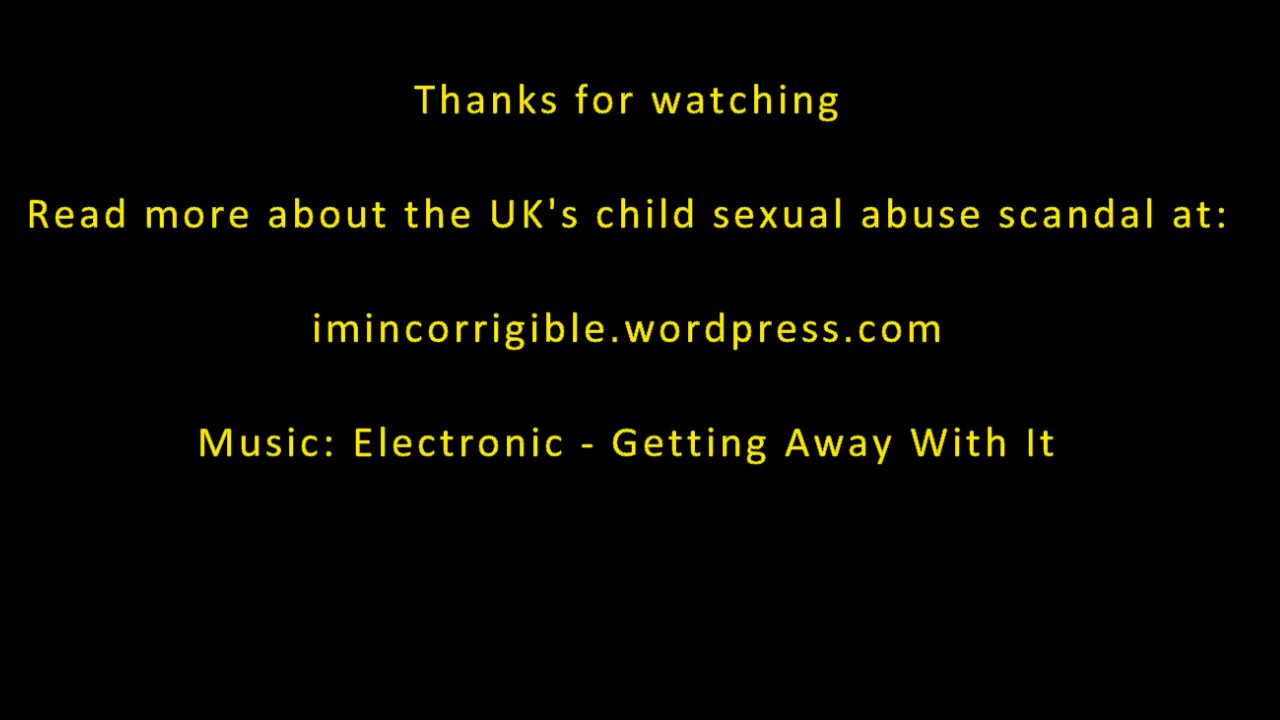 Thanks for watching
Read more about the UK's child sexual abuse scandal at:
imincorrigible.wordpress.com
Music: Electronic - Getting Away With It